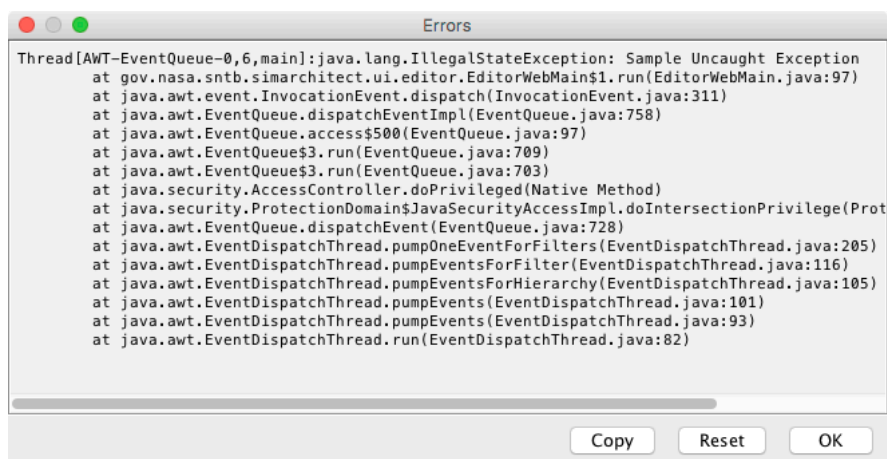 Errors
Thread[AWT-EventQueue-0,6,main]:java.lang.IllegalStateException: Sample Uncaught Exception
at gov.nasa.sntb.simarchitect.ui.editor.EditorWebMain$1.run(EditorWebMain.java:97)
at java.awt.event.InvocationEvent.dispatch(InvocationEvent.java:311)
at java.awt.EventQueue.dispatchEventImpl(EventQueue.java:758)
at java.awt.EventQueue.access$500(EventQueue.java:97)
at java.awt.EventQueue$3.run(EventQueue.java:709)
at java.awt.EventQueue$3.run(EventQueue.java:703)
at java.security.AccessController.doPrivileged(Native Method)
at java.security.ProtectionDomain$JavaSecurityAccessImpl.doIntersectionPrivilege(Prot
at java.awt.EventQueue.dispatchEvent(EventQueue.java:728)
at java.awt.EventDispatchThread.pumpOneEventForFilters(EventDispatchThread.java:205)
at java.awt.EventDispatchThread.pumpEventsForFilter(EventDispatchThread.java:116)
at java.awt.EventDispatchThread.pumpEventsForHierarchy(EventDispatchThread.java:105)
at java.awt.EventDispatchThread.pumpEvents(EventDispatchThread.java:101)
at java.awt.EventDispatchThread.pumpEvents(EventDispatchThread.java:93)
at java.awt.EventDispatchThread.run(EventDispatchThread.java:82)
Copy Reset OK